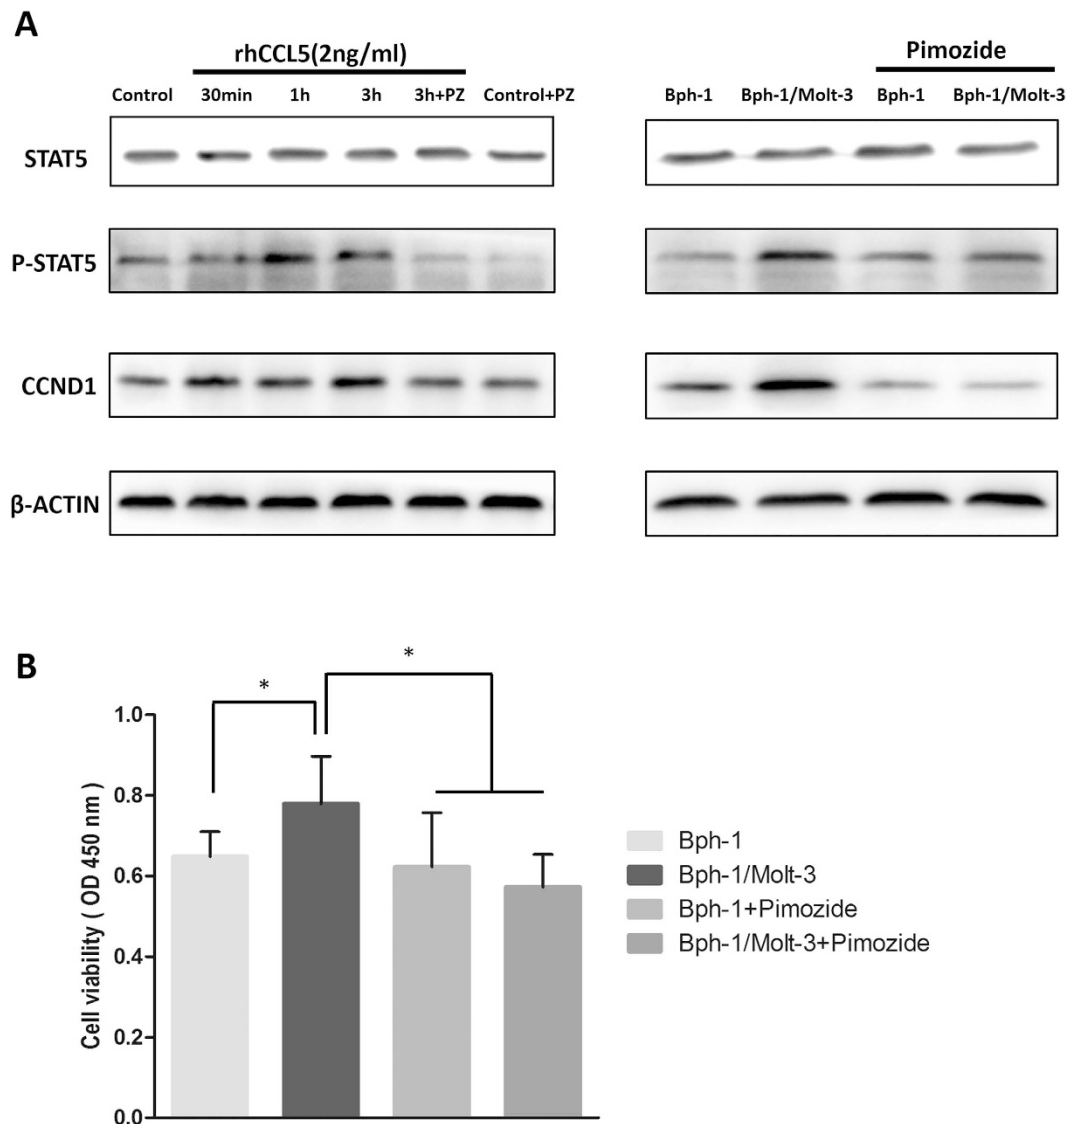 A
rhCCL5(2ng/ml)
Pimozide
Control 30min 1h 3h 3h+PZ Control+PZ
Bph-1 Bph-1/Molt-3 Bph-1 Bph-1/Molt-3
STAT5
P-STAT5
CCND1
β-ACTIN
B
*
*
1.0
0.8
0.6
0.4
0.2
0.0
Cell viability ( OD 450 nm )
Bph-1
Bph-1/Molt-3
Bph-1+Pimozide
Bph-1/Molt-3+Pimozide